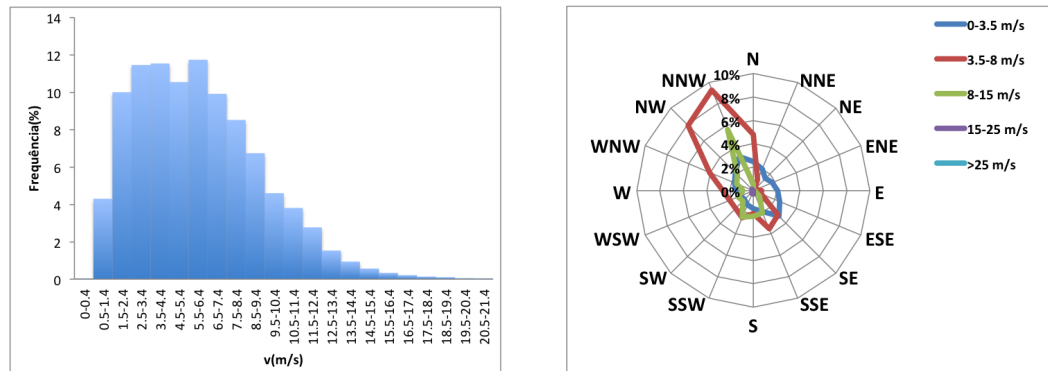 14
12
10
8
6
4
2
0
Frequència(%)
0-0.4
0.5-1.4
1.5-2.4
2.5-3.4
3.5-4.4
4.5-5.4
5.5-6.4
6.5-7.4
7.5-8.4
8.5-9.4
9.5-10.4
10.5-11.4
11.5-12.4
12.5-13.4
13.5-14.4
14.5-15.4
15.5-16.4
16.5-17.4
17.5-18.4
18.5-19.4
19.5-20.4
20.5-21.4
v(m/s)
N
NNE
NE
ENE
E
ESE
SE
SSE
S
SSW
SW
WSW
W
WNW
NW
NNW
10%
8%
6%
4%
2%
0%
0-3.5 m/s
3.5-8 m/s
8-15 m/s
15-25 m/s
>25 m/s